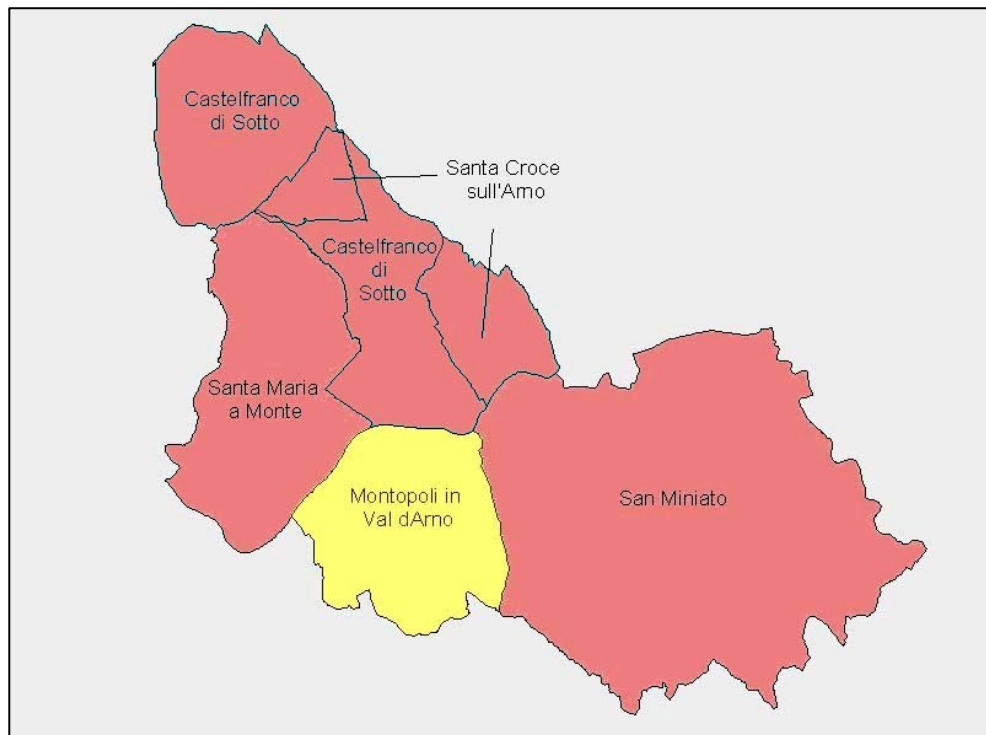 Castelfranco
di Sotto
Santa Croce
sull'Arno
Castelfranco
di
Sotto
Santa Maria
a Monte
Montopoli in
Val dArno
San Miniato